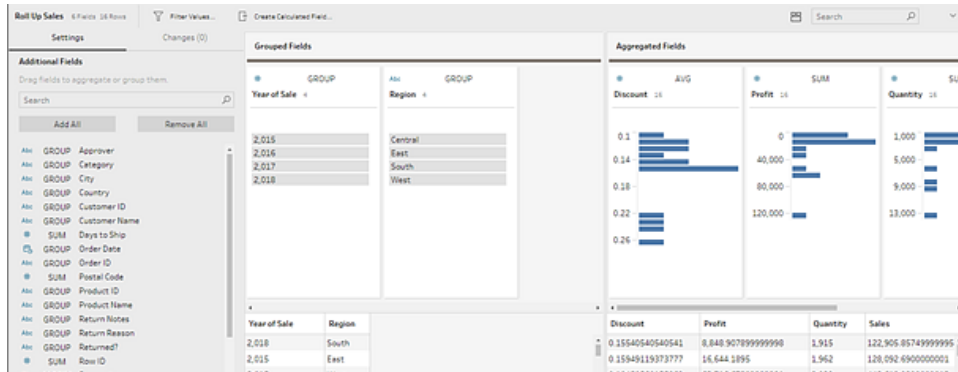 Roll Up Sales 6 Fields 16 Rows Filter Values... Create Calculated Field... Search
Settings Changes (0)
Additional Fields
Drag fields to aggregate or group them.
Search
Add All Remove All
Abc GROUP Approver
Abc GROUP Category
Abc GROUP City
Abc GROUP Country
Abc GROUP Customer ID
Abc GROUP Customer Name
# SUM Days to Ship
GROUP Order Date
Abc GROUP Order ID
# SUM Postal Code
Abc GROUP Product ID
Abc GROUP Product Name
Abc GROUP Return Notes
Abc GROUP Return Reason
Abc GROUP Returned?
# SUM Row ID
Grouped Fields
# GROUP
Year of Sale 4
2,015
2,016
2,017
2,018
Abc GROUP
Region 4
Central
East
South
West
Aggregated Fields
# AVG
Discount 16
0.1
0.14
0.18
0.22
0.26
# SUM
Profit 16
0
40,000
80,000
120,000
# SU
Quantity 16
1,000
5,000
9,000
13,000
Year of Sale Region
2,018 South
2,015 East
Discount Profit Quantity Sales
0.15540540540541 8,848.907899999998 1,915 122,905.85749999995
0.15949119373777 16,644.1895 1,962 128,092.6900000001